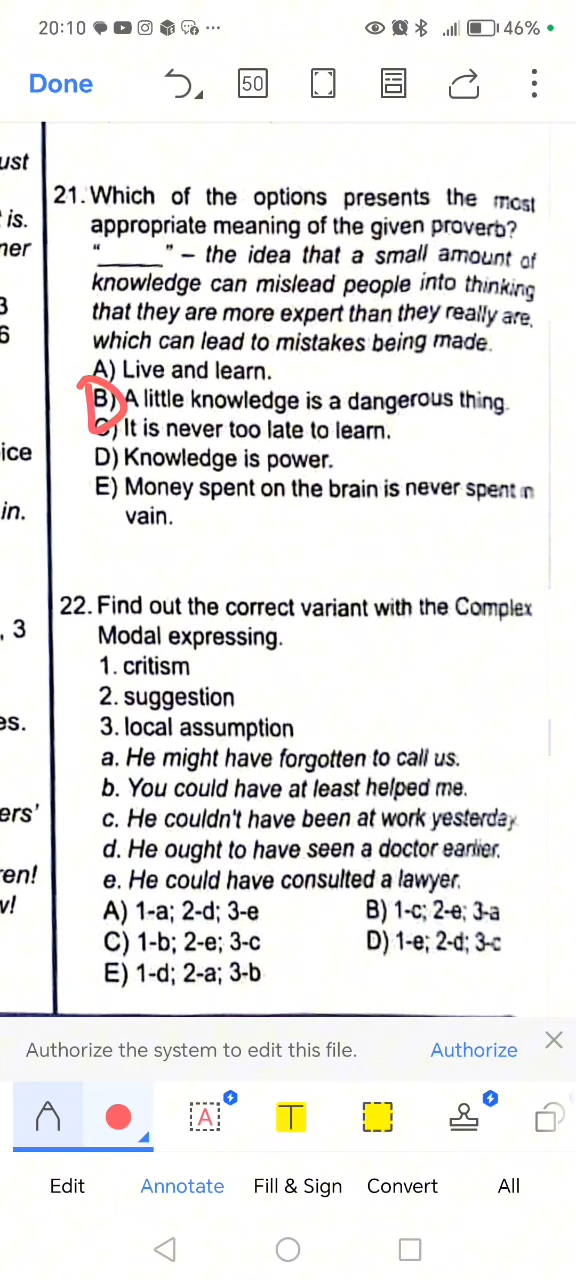 20:10
46%
Done
50
ust
21. Which of the options presents the most
is.
appropriate meaning of the given proverb?
ner
"_____" – the idea that a small amount of
knowledge can mislead people into thinking
3
that they are more expert than they really are,
6
which can lead to mistakes being made.
A) Live and learn.
B) A little knowledge is a dangerous thing.
C) It is never too late to learn.
ice
D) Knowledge is power.
E) Money spent on the brain is never spent in
in.
vain.
22. Find out the correct variant with the Complex
, 3
Modal expressing.
1. critism
2. suggestion
es.
3. local assumption
a. He might have forgotten to call us.
b. You could have at least helped me.
ers'
c. He couldn't have been at work yesterday
d. He ought to have seen a doctor earlier.
en!
e. He could have consulted a lawyer.
v!
A) 1-a; 2-d; 3-e B) 1-c; 2-e; 3-a
C) 1-b; 2-e; 3-c D) 1-e; 2-d; 3-c
E) 1-d; 2-a; 3-b
Authorize the system to edit this file. Authorize
A T
Edit Annotate Fill & Sign Convert All